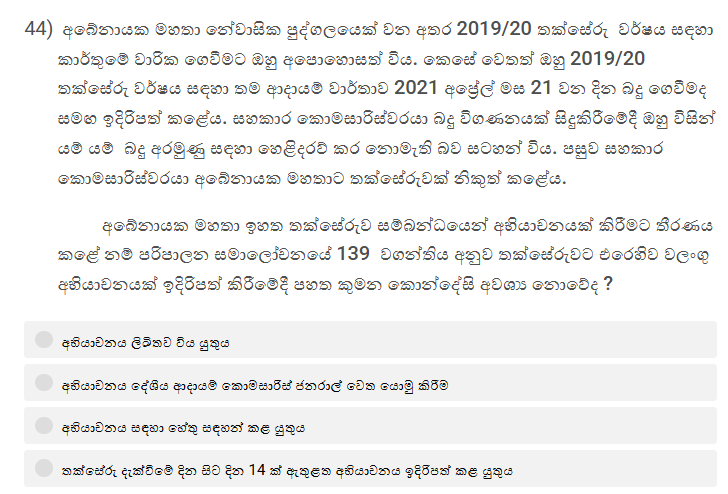 44) අබේනායක මහතා නේවාසික පුද්ගලයෙක් වන අතර 2019/20 තක්සේරු වර්ෂය සඳහා
කාර්තුමේ වාරික ගෙවීමට ඔහු අපොහොසත් විය. කෙසේ වෙතත් ඔහු 2019/20
තක්සේරු වර්ෂය සඳහා තම ආදායම් වාර්තාව 2021 අප්‍රේල් මස 21 වන දින බදු ගෙවීමද
සමඟ ඉදිරිපත් කළේය. සහකාර කොමසාරිස්වරයා බදු විගණනයක් සිදුකිරීමේදී ඔහු විසින්
යම් යම් බදු අරමුණු සඳහා හෙළිදරව් කර නොමැති බව සටහන් විය. පසුව සහකාර
කොමසාරිස්වරයා අබේනායක මහතාට තක්සේරුවක් නිකුත් කළේය.
අබේනායක මහතා ඉහත තක්සේරුව සම්බන්ධයෙන් අභියාචනයක් කිරීමට තීරණය
කළේ නම් පරිපාලන සමාලෝචනයේ 139 වගන්තිය අනුව තක්සේරුවට එරෙහිව වලංගු
අභියාචනයක් ඉදිරිපත් කිරීමේදී පහත කුමන කොන්දේසි අවශ්‍ය නොවේද ?
අභියාචනය ලිඛිතව විය යුතුය
අභියාචනය දේශීය ආදායම් කොමසාරිස් ජනරාල් වෙත යොමු කිරීම
අභියාචනය සඳහා හේතු සඳහන් කළ යුතුය
තක්සේරු දැන්වීමේ දින සිට දින 14 ක් ඇතුළත අභියාචනය ඉදිරිපත් කළ යුතුය